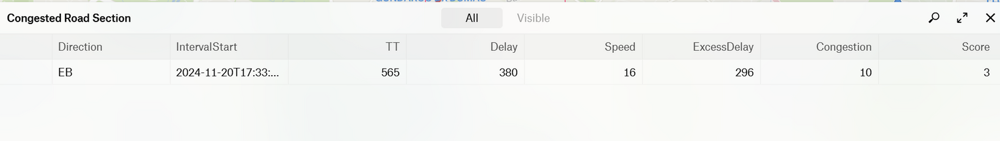 Congested Road Section All Visible
Direction IntervalStart TT Delay Speed ExcessDelay Congestion Score
EB 2024-11-20T17:33:... 565 380 16 296 10 3